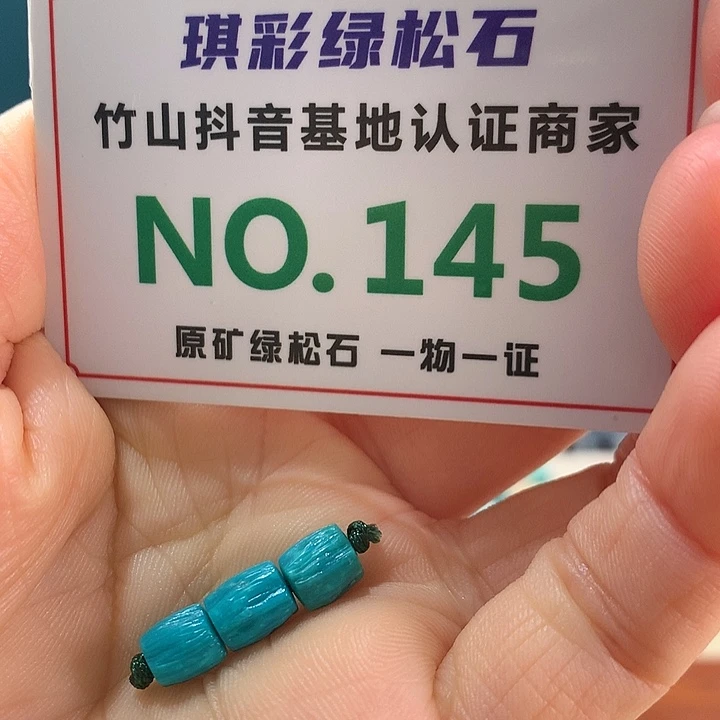 琪彩绿松石
竹山抖音基地认证商家
NO.145
原矿绿松石 一物一证